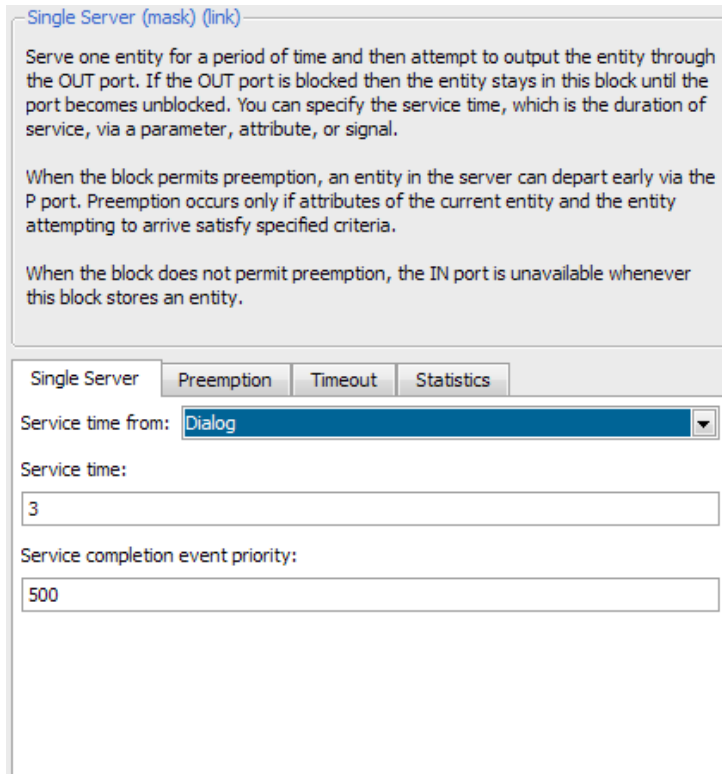 Single Server (mask) (link)
Serve one entity for a period of time and then attempt to output the entity through
the OUT port. If the OUT port is blocked then the entity stays in this block until the
port becomes unblocked. You can specify the service time, which is the duration of
service, via a parameter, attribute, or signal.
When the block permits preemption, an entity in the server can depart early via the
P port. Preemption occurs only if attributes of the current entity and the entity
attempting to arrive satisfy specified criteria.
When the block does not permit preemption, the IN port is unavailable whenever
this block stores an entity.
Single Server Preemption Timeout Statistics
Service time from: Dialog
Service time:
3
Service completion event priority:
500